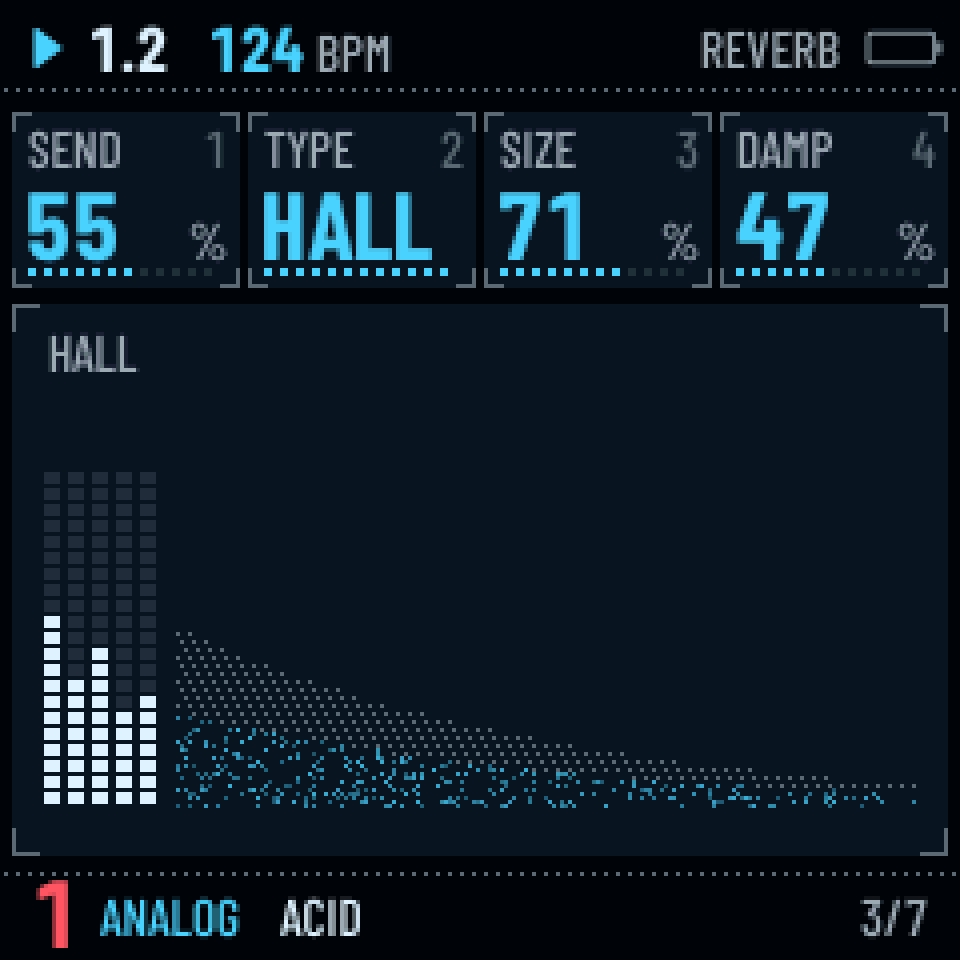 1.2 124 BPM REVERB
SEND 1 TYPE 2 SIZE 3 DAMP 4
55 % HALL 71 % 47 %
HALL
1 ANALOG ACID 3/7